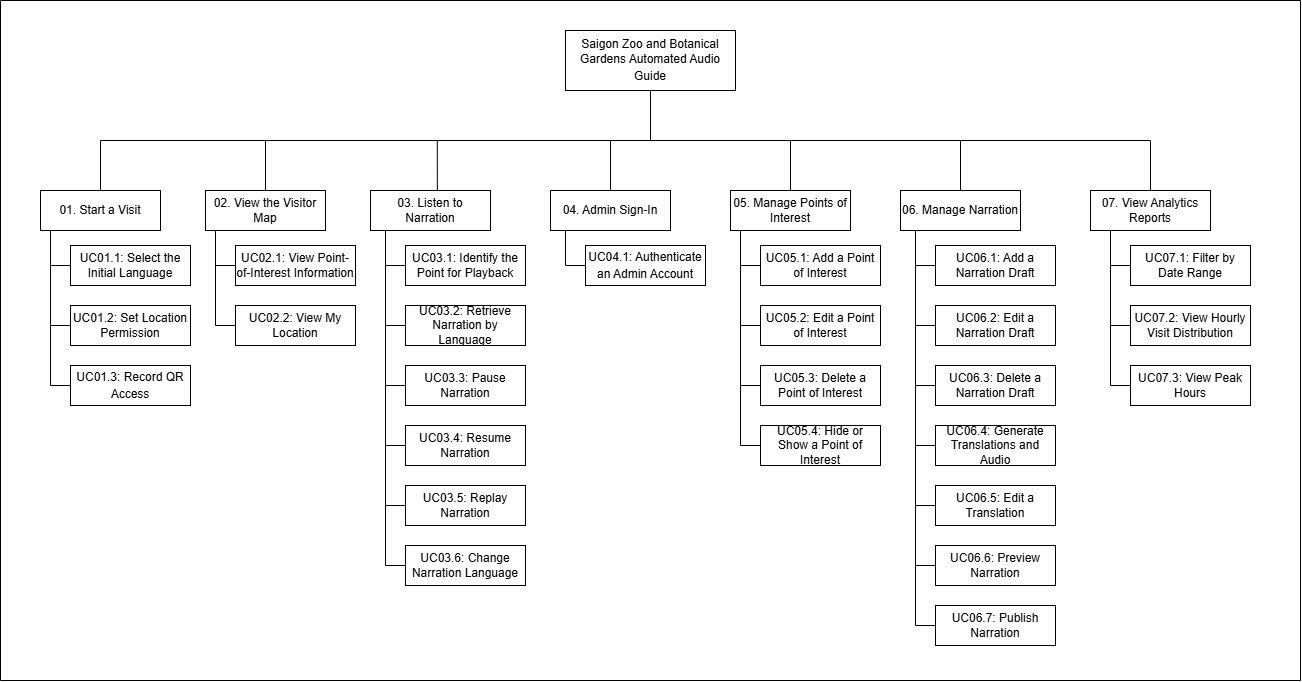 Saigon Zoo and Botanical
Gardens Automated Audio
Guide
01. Start a Visit
UC01.1: Select the
Initial Language
UC01.2: Set Location
Permission
UC01.3: Record QR
Access
02. View the Visitor
Map
UC02.1: View Point-
of-Interest Information
UC02.2: View My
Location
03. Listen to
Narration
UC03.1: Identify the
Point for Playback
UC03.2: Retrieve
Narration by
Language
UC03.3: Pause
Narration
UC03.4: Resume
Narration
UC03.5: Replay
Narration
UC03.6: Change
Narration Language
04. Admin Sign-In
UC04.1: Authenticate
an Admin Account
05. Manage Points of
Interest
UC05.1: Add a Point
of Interest
UC05.2: Edit a Point
of Interest
UC05.3: Delete a
Point of Interest
UC05.4: Hide or
Show a Point of
Interest
06. Manage Narration
UC06.1: Add a
Narration Draft
UC06.2: Edit a
Narration Draft
UC06.3: Delete a
Narration Draft
UC06.4: Generate
Translations and
Audio
UC06.5: Edit a
Translation
UC06.6: Preview
Narration
UC06.7: Publish
Narration
07. View Analytics
Reports
UC07.1: Filter by
Date Range
UC07.2: View Hourly
Visit Distribution
UC07.3: View Peak
Hours